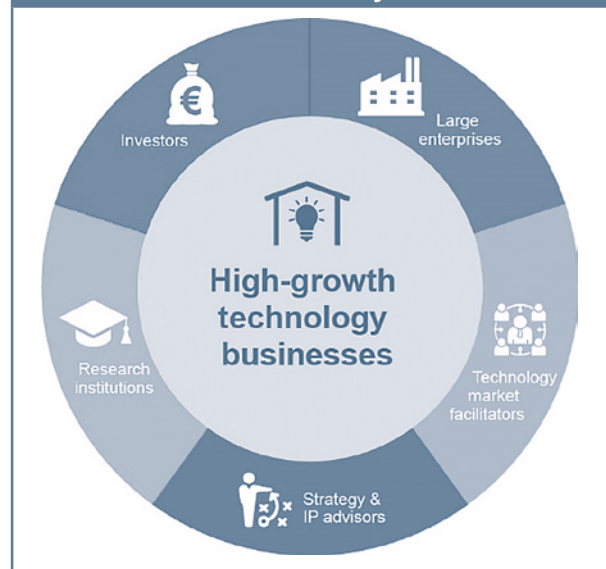 Investors
Large
enterprises
€
High-growth
technology
businesses
Research
institutions
Technology
market
facilitators
Strategy &
IP advisors